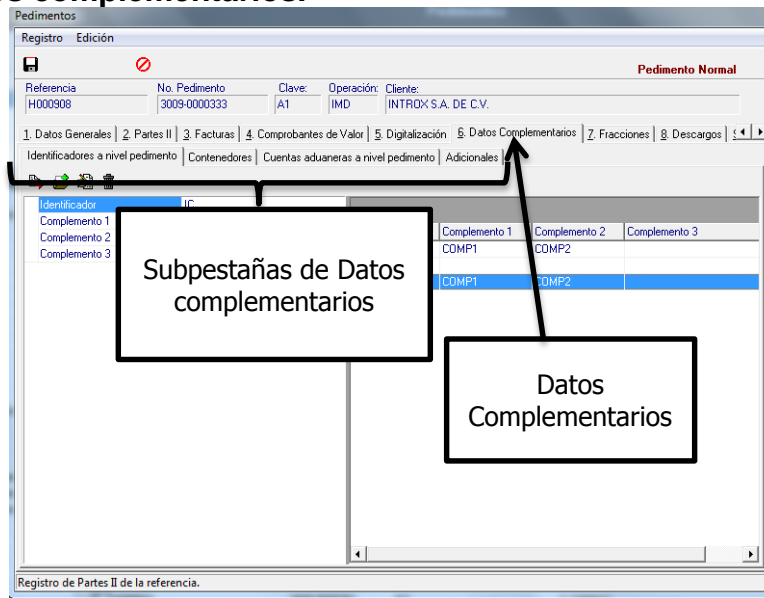 complementarios.
Pedimentos
Registro Edición
Pedimento Normal
Referencia No. Pedimento Clave: Operación: Cliente:
H000908 3009-0000333 A1 IMD INTROX S.A. DE C.V.
1. Datos Generales 2. Partes II 3. Facturas 4. Comprobantes de Valor 5. Digitalización 6. Datos Complementarios 7. Fracciones 8. Descargos
Identificadores a nivel pedimento Contenedores Cuentas aduaneras a nivel pedimento Adicionales
Identificador IC
Complemento 1
Complemento 2
Complemento 3
Complemento 1 Complemento 2 Complemento 3
COMP1 COMP2
COMP1 COMP2
Subpestañas de Datos
complementarios
Datos
Complementarios
Registro de Partes II de la referencia.